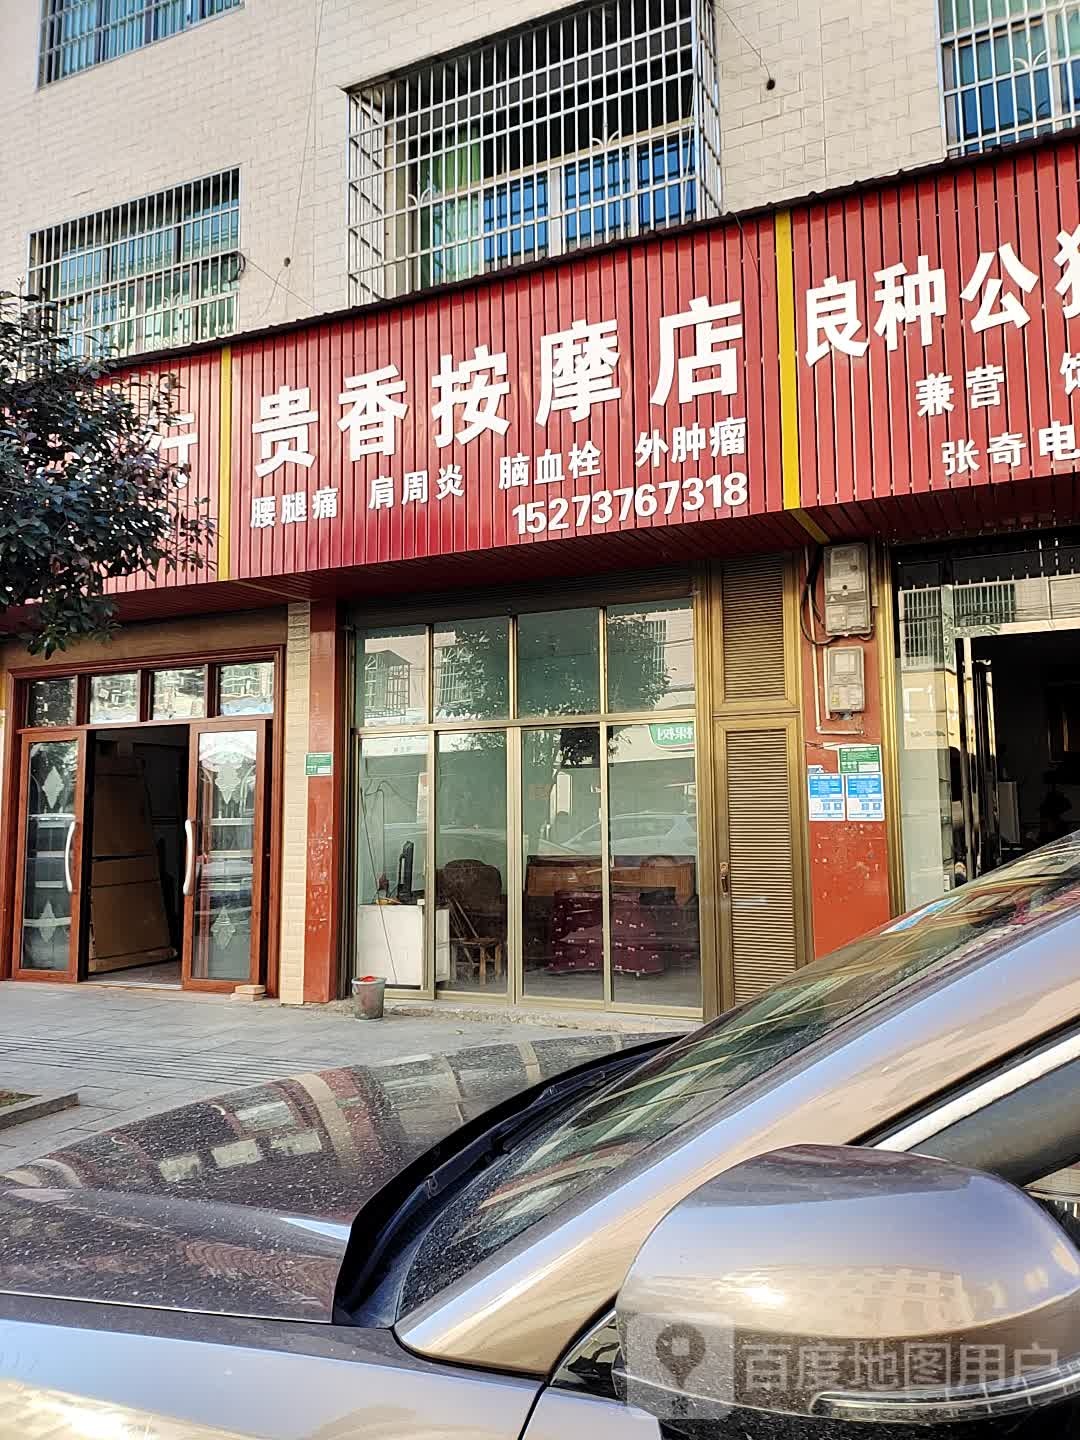 行
贵香按摩店
腰腿痛 肩周炎 脑血栓 外肿瘤
15273767318
良种公
兼营
张奇电
百度地图用户